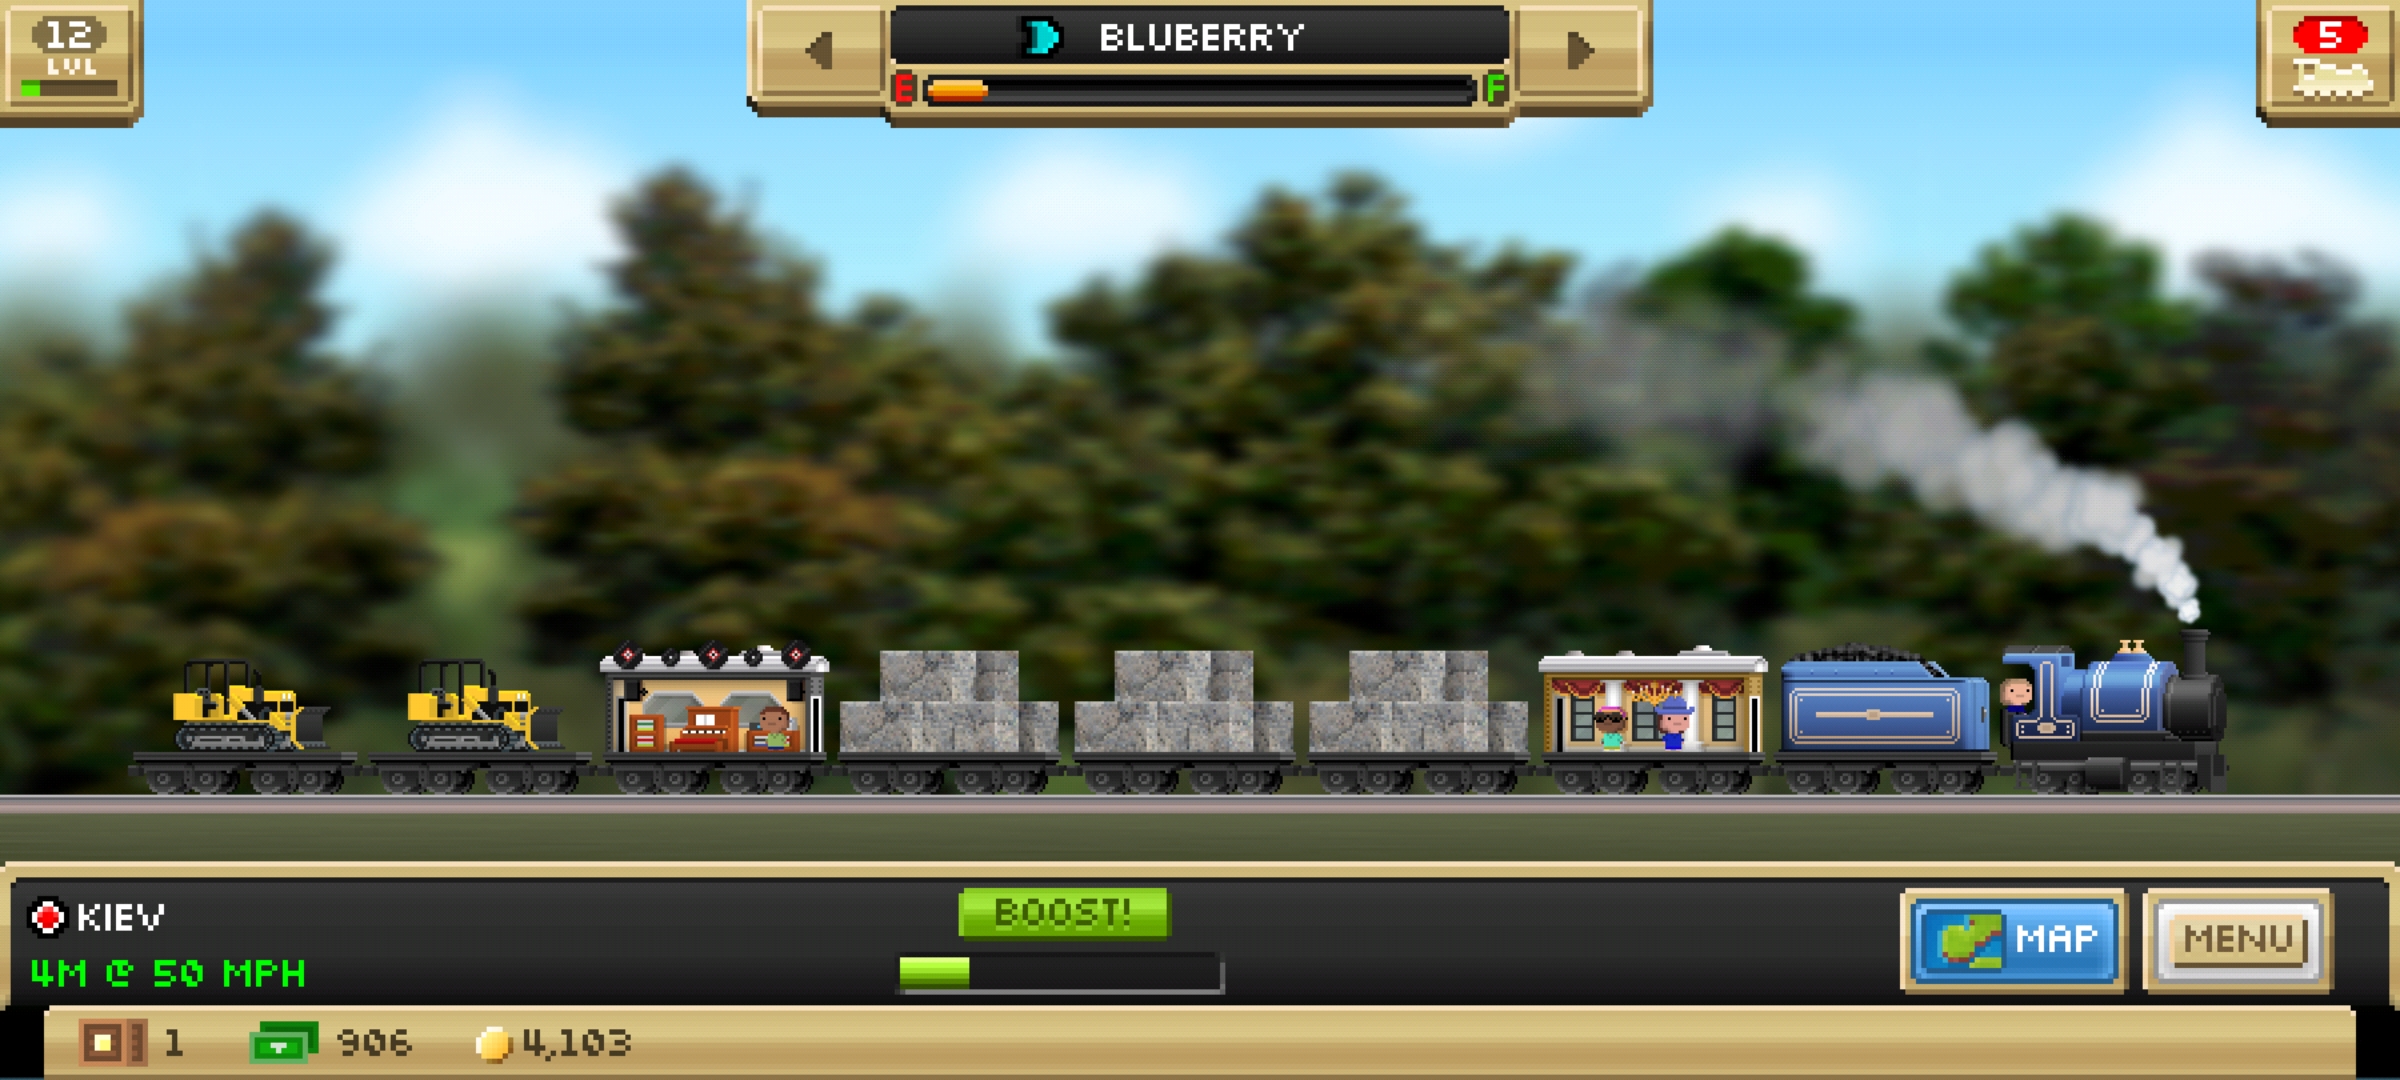 12
LVL
BLUBERRY
E F
5
KIEV
4M @ 50 MPH
BOOST!
MAP
MENU
1
906
4,103